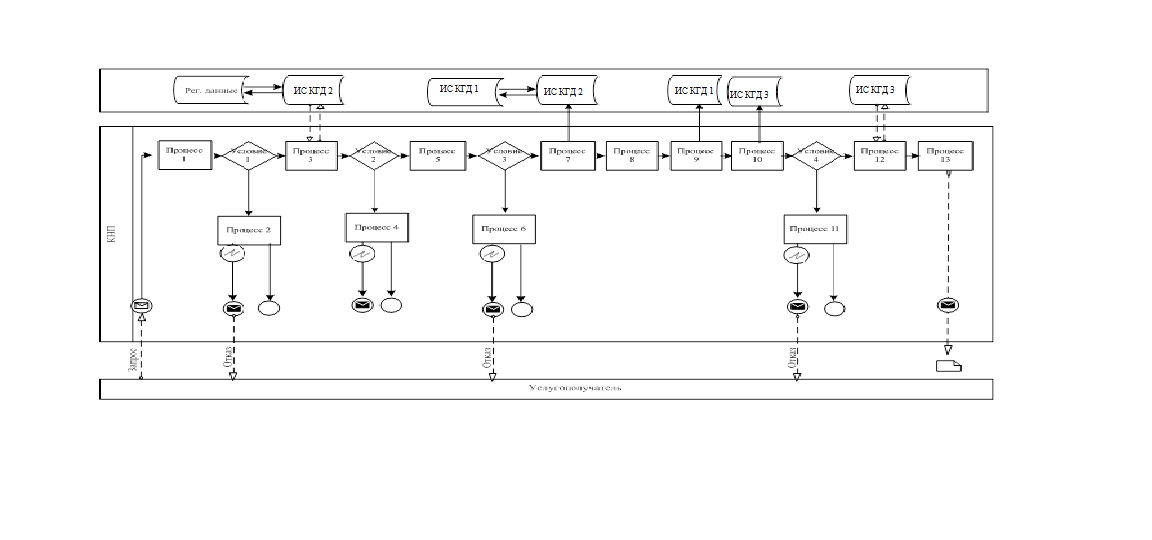 Рег. данные
ИС КГД 2
ИС КГД 1
ИС КГД 2
ИС КГД 1
ИС КГД 3
ИС КГД 3
Процесс
1
Условие
1
Процесс
3
Условие
2
Процесс
5
Условие
3
Процесс
7
Процесс
8
Процесс
9
Процесс
10
Условие
4
Процесс
12
Процесс
13
КНП
Процесс 2
Процесс 4
Процесс 6
Процесс 11
Запрос
Отказ
Отказ
Отказ
Услугополучатель